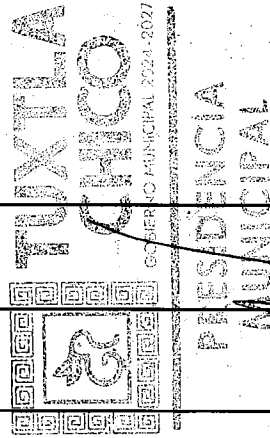 TUXTLA
CHICO
GOBIERNO MUNICIPAL 2024-2027
PRESIDENCIA
MUNICIPAL